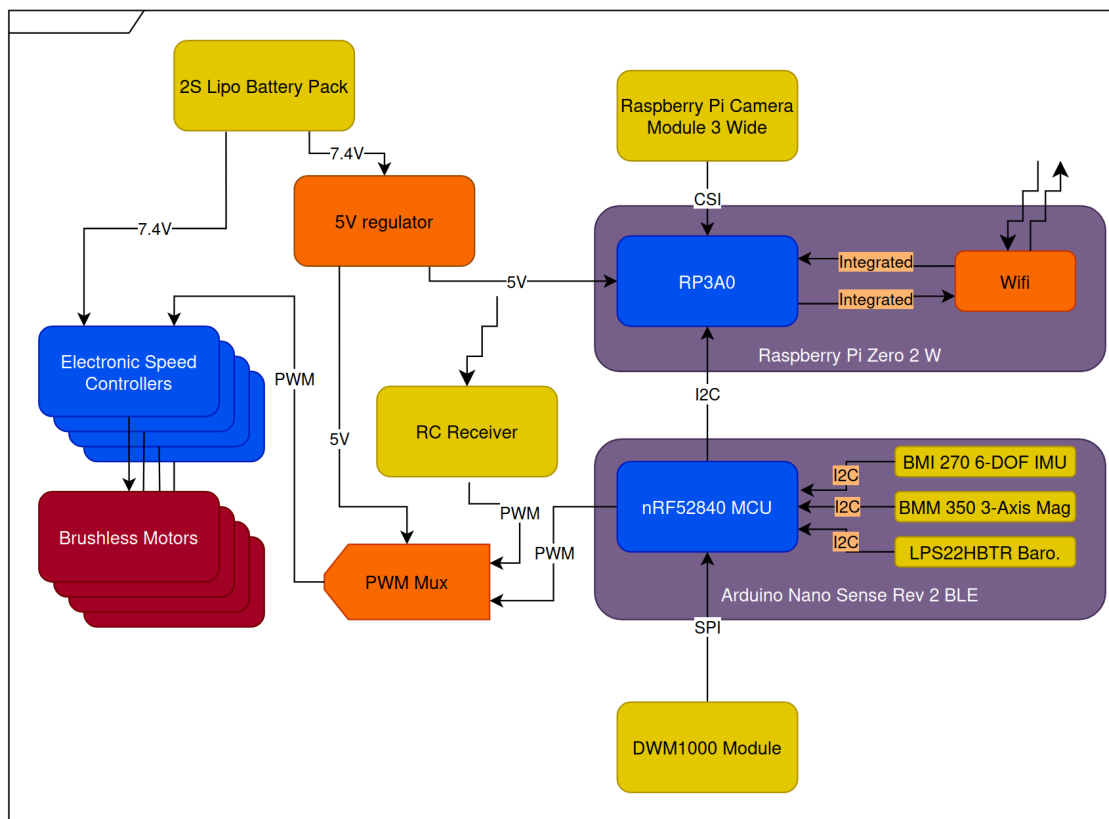 2S Lipo Battery Pack
Raspberry Pi Camera
Module 3 Wide
7.4V
7.4V
CSI
5V regulator
5V
RP3A0
Integrated
Integrated
Wifi
Raspberry Pi Zero 2 W
Electronic Speed
Controllers
PWM
5V
RC Receiver
I2C
Brushless Motors
PWM
PWM
PWM Mux
nRF52840 MCU
I2C
BMI 270 6-DOF IMU
I2C
BMM 350 3-Axis Mag
I2C
LPS22HBTR Baro.
Arduino Nano Sense Rev 2 BLE
SPI
DWM1000 Module